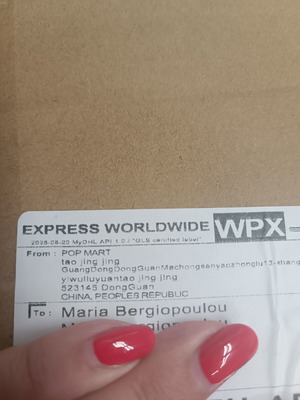 EXPRESS WORLDWIDE WPX
2025-08-20 MyDHL API 1.0 / "GLS certified label"
From : POP MART
tao jing jing
yiwuliuyuantao jing jing
523145 DongGuan
CHINA, PEOPLES REPUBLIC
To : Maria Bergiopoulou